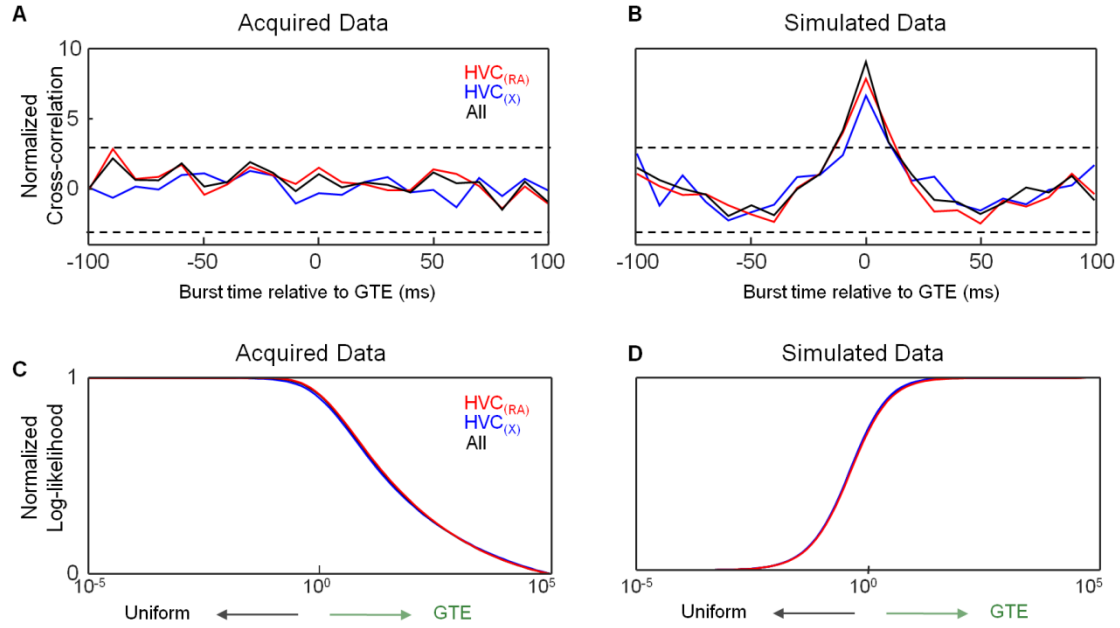 A
Acquired Data
Normalized
Cross-correlation
10
5
0
HVC(RA)
HVC(X)
All
-100
-50
0
50
100
Burst time relative to GTE (ms)
B
Simulated Data
-100
-50
0
50
100
Burst time relative to GTE (ms)
C
Acquired Data
Normalized
Log-likelihood
1
0
HVC(RA)
HVC(X)
All
10-5
100
105
Uniform
GTE
D
Simulated Data
10-5
100
105
Uniform
GTE